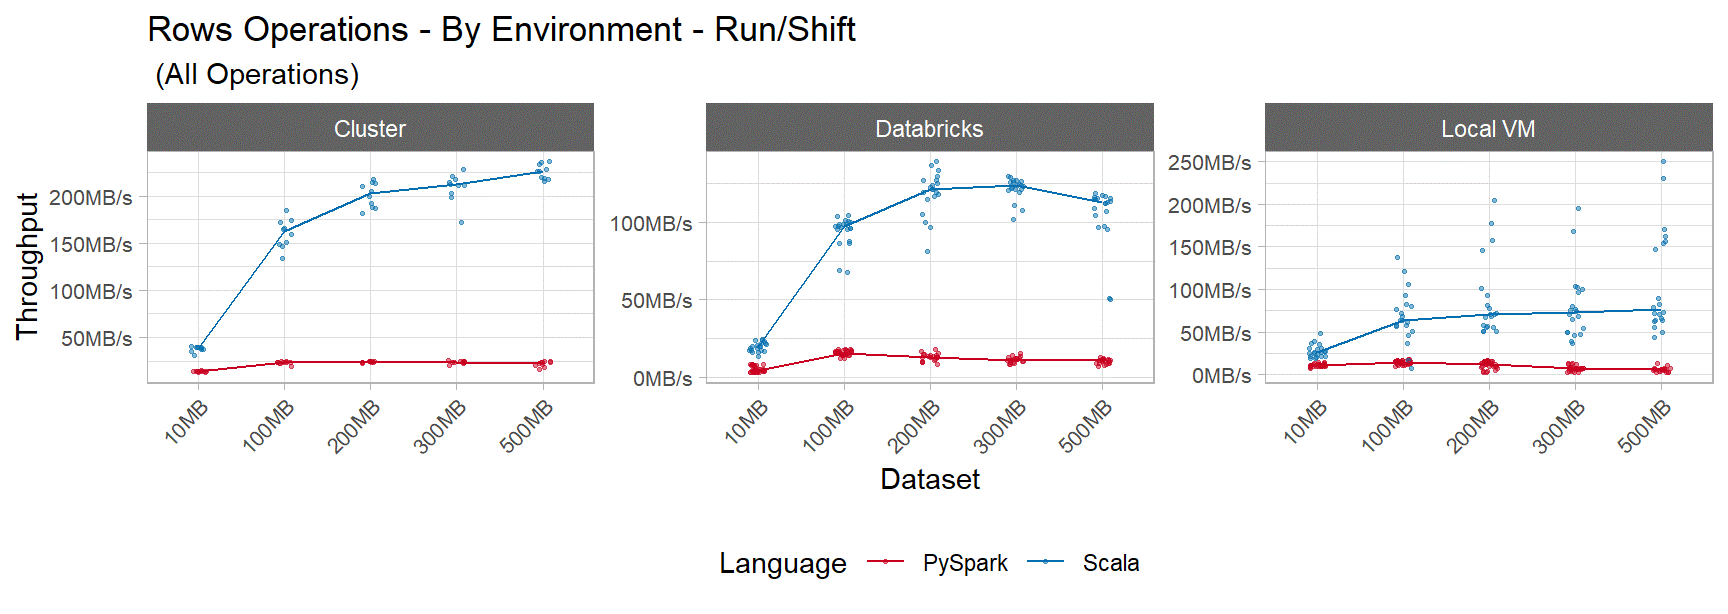 Rows Operations - By Environment - Run/Shift
(All Operations)
Cluster
Databricks
Local VM
Throughput
200MB/s
150MB/s
100MB/s
50MB/s
100MB/s
50MB/s
0MB/s
250MB/s
200MB/s
150MB/s
100MB/s
50MB/s
0MB/s
10MB
100MB
200MB
300MB
500MB
10MB
100MB
200MB
300MB
500MB
10MB
100MB
200MB
300MB
500MB
Dataset
Language PySpark Scala